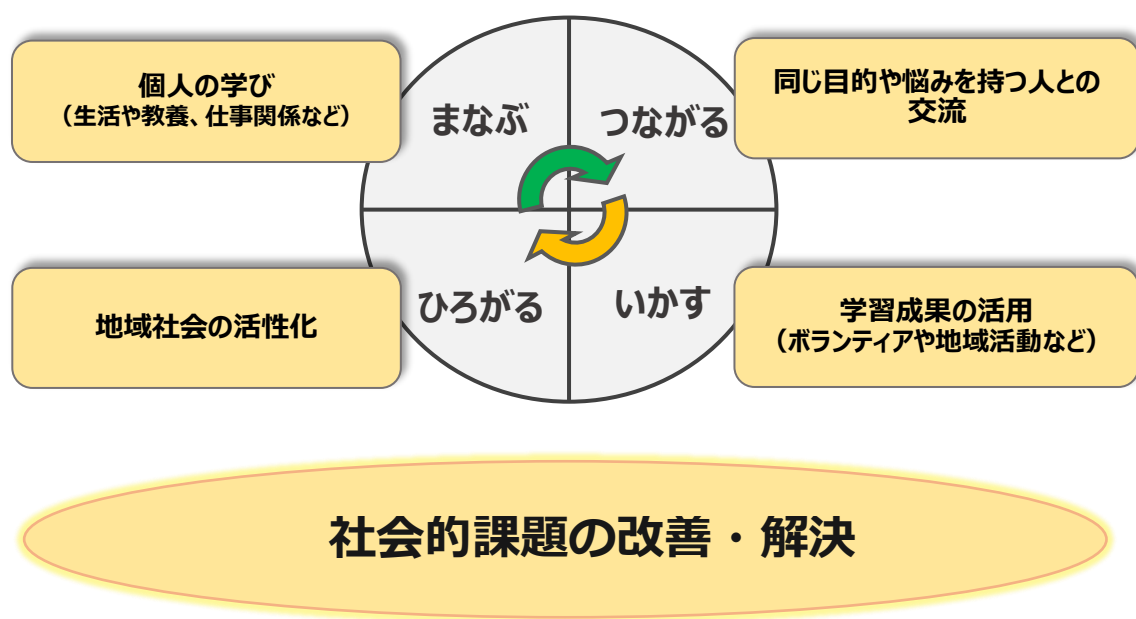 個人の学び
（生活や教養、仕事関係など）
まなぶ
つながる
同じ目的や悩みを持つ人との
交流
地域社会の活性化
ひろがる
いかす
学習成果の活用
（ボランティアや地域活動など）
社会的課題の改善・解決